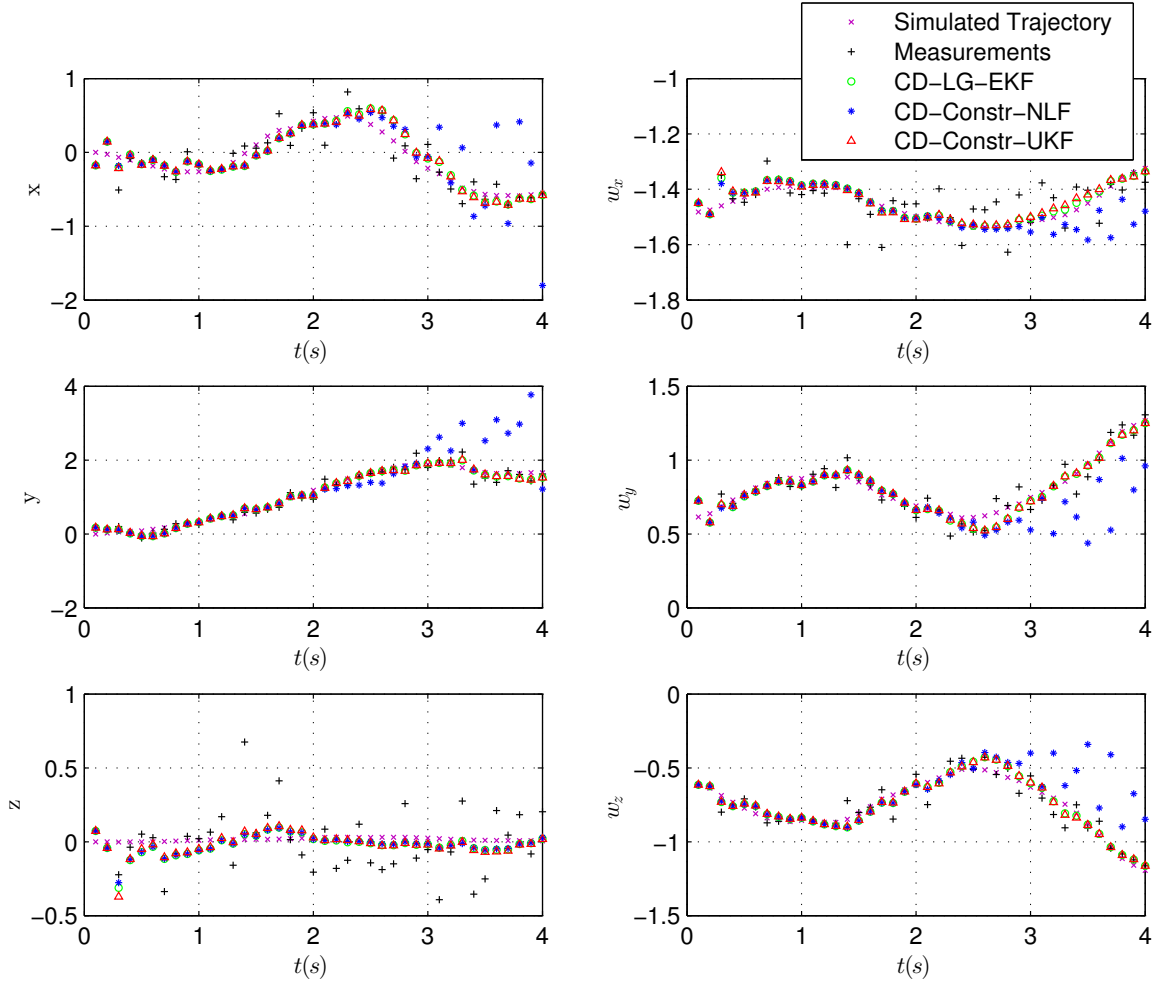 Simulated Trajectory
Measurements
CD−LG−EKF
CD−Constr−NLF
CD−Constr−UKF
1
0
−1
−2
x
0 1 2 3 4
t(s)
−1
−1.2
−1.4
−1.6
−1.8
w_x
0 1 2 3 4
t(s)
4
2
0
−2
y
0 1 2 3 4
t(s)
1.5
1
0.5
0
w_y
0 1 2 3 4
t(s)
1
0.5
0
−0.5
z
0 1 2 3 4
t(s)
0
−0.5
−1
−1.5
w_z
0 1 2 3 4
t(s)